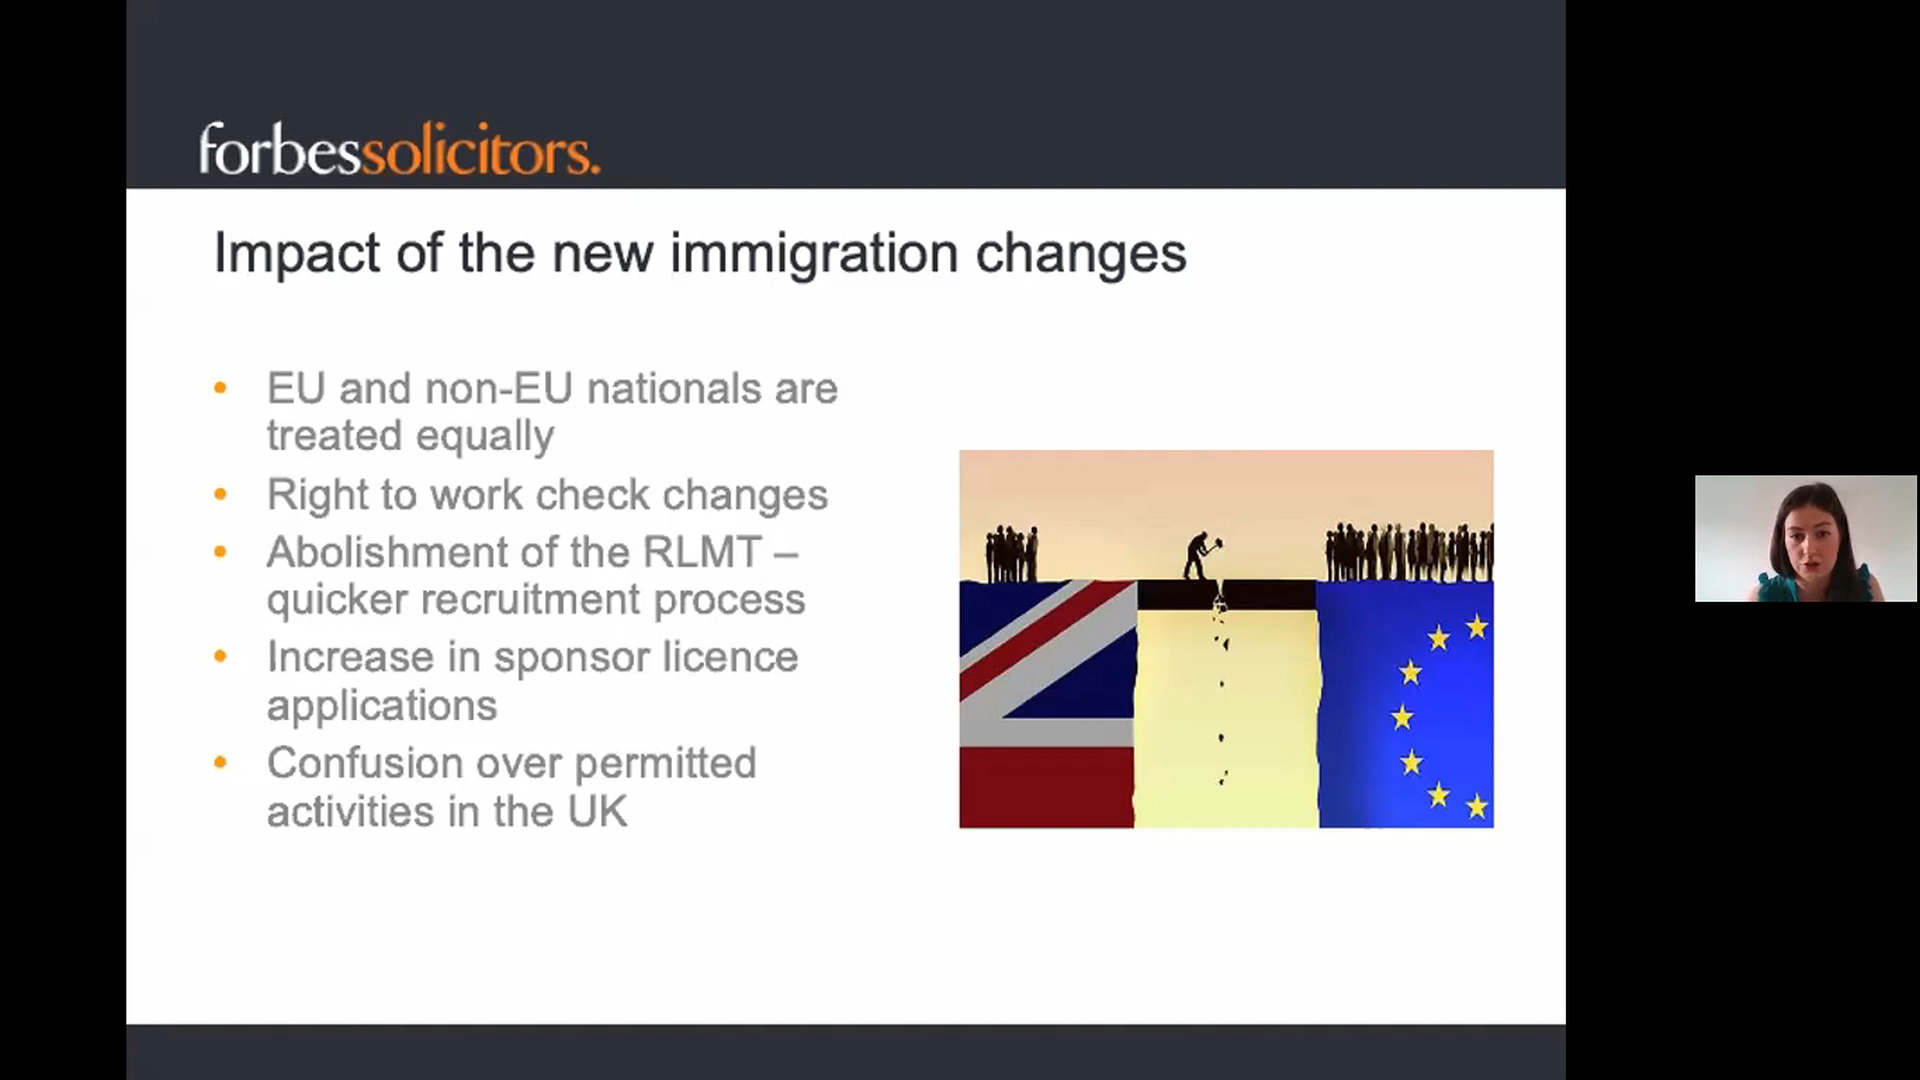 forbessolicitors.
Impact of the new immigration changes
• EU and non-EU nationals are
treated equally
• Right to work check changes
• Abolishment of the RLMT –
quicker recruitment process
• Increase in sponsor licence
applications
• Confusion over permitted
activities in the UK